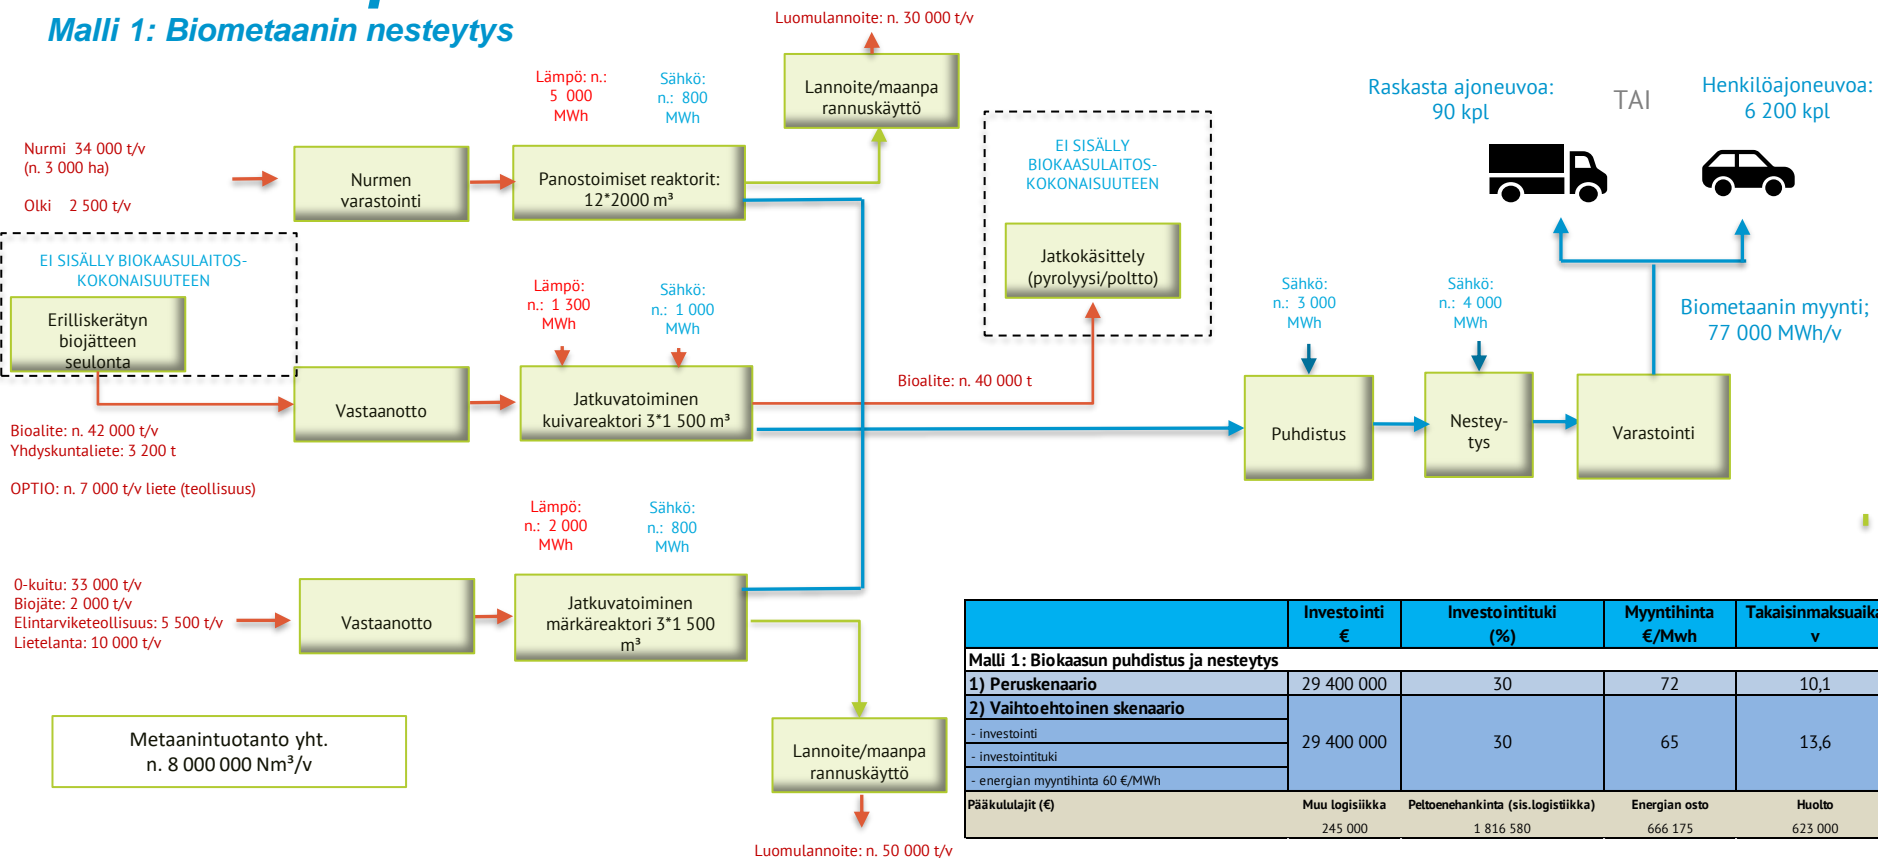 Malli 1: Biometaanin nesteytys
Luomulannoite: n. 30 000 t/v
Lannoite/maanpa
rannuskäyttö
Lämpö: n.:
5 000
MWh
Sähkö:
n.: 800
MWh
Nurmi 34 000 t/v
(n. 3 000 ha)
Olki 2 500 t/v
Nurmen
varastointi
Panostoimiset reaktorit:
12*2000 m³
EI SISÄLLY
BIOKAASULAITOS-
KOKONAISUUTEEN
Jatkokäsittely
(pyrolyysi/poltto)
Raskasta ajoneuvoa:
90 kpl
TAI
Henkilöajoneuvoa:
6 200 kpl
EI SISÄLLY BIOKAASULAITOS-
KOKONAISUUTEEN
Erilliskerätyn
biojätteen
seulonta
Lämpö:
n.: 1 300
MWh
Sähkö:
n.: 1 000
MWh
Sähkö:
n.: 3 000
MWh
Sähkö:
n.: 4 000
MWh
Biometaanin myynti;
77 000 MWh/v
Vastaanotto
Jatkuvatoiminen
kuivareaktori 3*1 500 m³
Bioalite: n. 40 000 t
Puhdistus
Nestey-
tys
Varastointi
Bioalite: n. 42 000 t/v
Yhdyskuntaliete: 3 200 t
OPTIO: n. 7 000 t/v liete (teollisuus)
Lämpö:
n.: 2 000
MWh
Sähkö:
n.: 800
MWh
0-kuitu: 33 000 t/v
Biojäte: 2 000 t/v
Elintarviketeollisuus: 5 500 t/v
Lietelanta: 10 000 t/v
Vastaanotto
Jatkuvatoiminen
märkäreaktori 3*1 500
m³
Lannoite/maanpa
rannuskäyttö
Luomulannoite: n. 50 000 t/v
Metaanintuotanto yht.
n. 8 000 000 Nm³/v
Investointi € Investointituki (%) Myyntihinta €/Mwh Takaisinmaksuaika v
Malli 1: Biokaasun puhdistus ja nesteytys
1) Peruskenaario 29 400 000 30 72 10,1
2) Vaihtoehtoinen skenaario 29 400 000 30 65 13,6
- investointi
- investointituki
- energian myyntihinta 60 €/MWh
Pääkululajit (€) Muu logisiikka Peltoenehankinta (sis.logistiikka) Energian osto Huolto
245 000 1 816 580 666 175 623 000